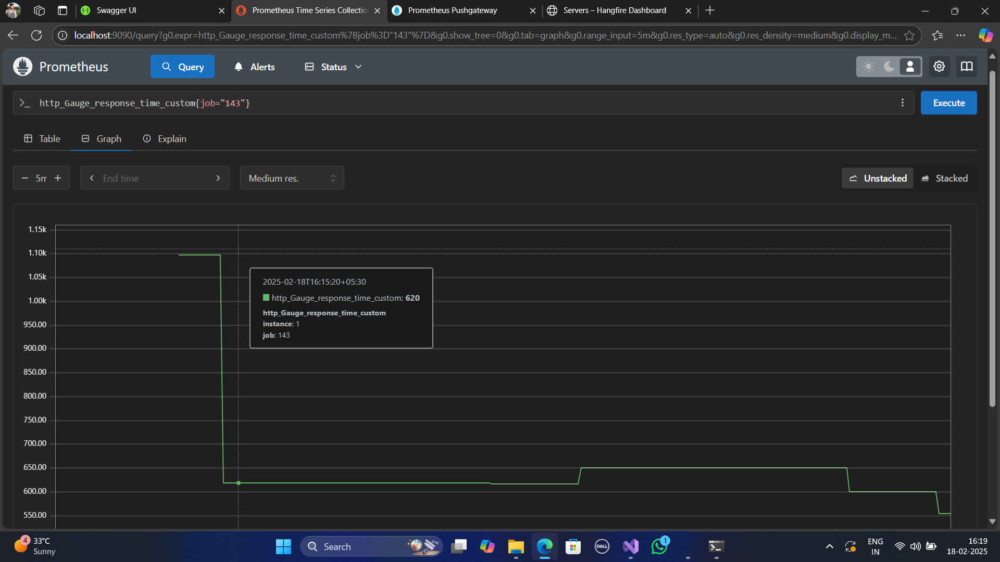 Swagger UI
Prometheus Time Series Collectio
Prometheus Pushgateway
Servers – Hangfire Dashboard
localhost:9090/query?g0.expr=http_Gauge_response_time_custom%7Bjob%3D"143"%7D&g0.show_tree=0&g0.tab=graph&g0.range_input=5m&g0.res_type=auto&g0.res_density=medium&g0.display_m...
Prometheus
Query
Alerts
Status
http_Gauge_response_time_custom{job="143"}
Execute
Table
Graph
Explain
5m
End time
Medium res.
Unstacked
Stacked
1.15k
1.10k
1.05k
1.00k
950.00
900.00
850.00
800.00
750.00
700.00
650.00
600.00
550.00
2025-02-18T16:15:20+05:30
http_Gauge_response_time_custom: 620
http_Gauge_response_time_custom
instance: 1
job: 143
4
33°C
Sunny
Search
DELL
1
ENG
IN
16:19
18-02-2025